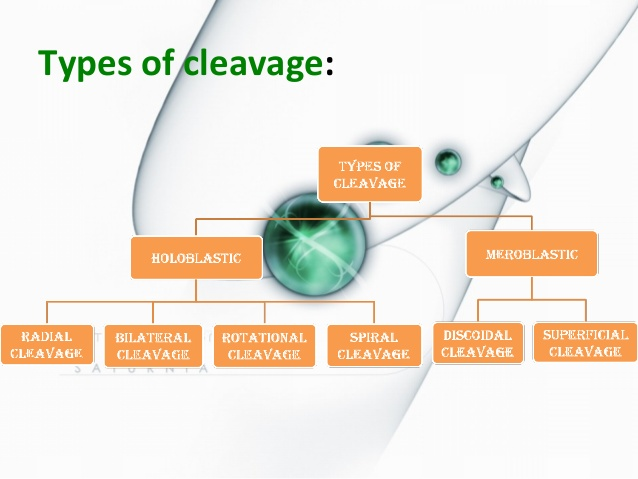 Types of cleavage:
TYPES OF
CLEAVAGE
HOLOBLASTIC
MEROBLASTIC
RADIAL
CLEAVAGE
BILATERAL
CLEAVAGE
ROTATIONAL
CLEAVAGE
SPIRAL
CLEAVAGE
DISCOIDAL
CLEAVAGE
SUPERFICIAL
CLEAVAGE